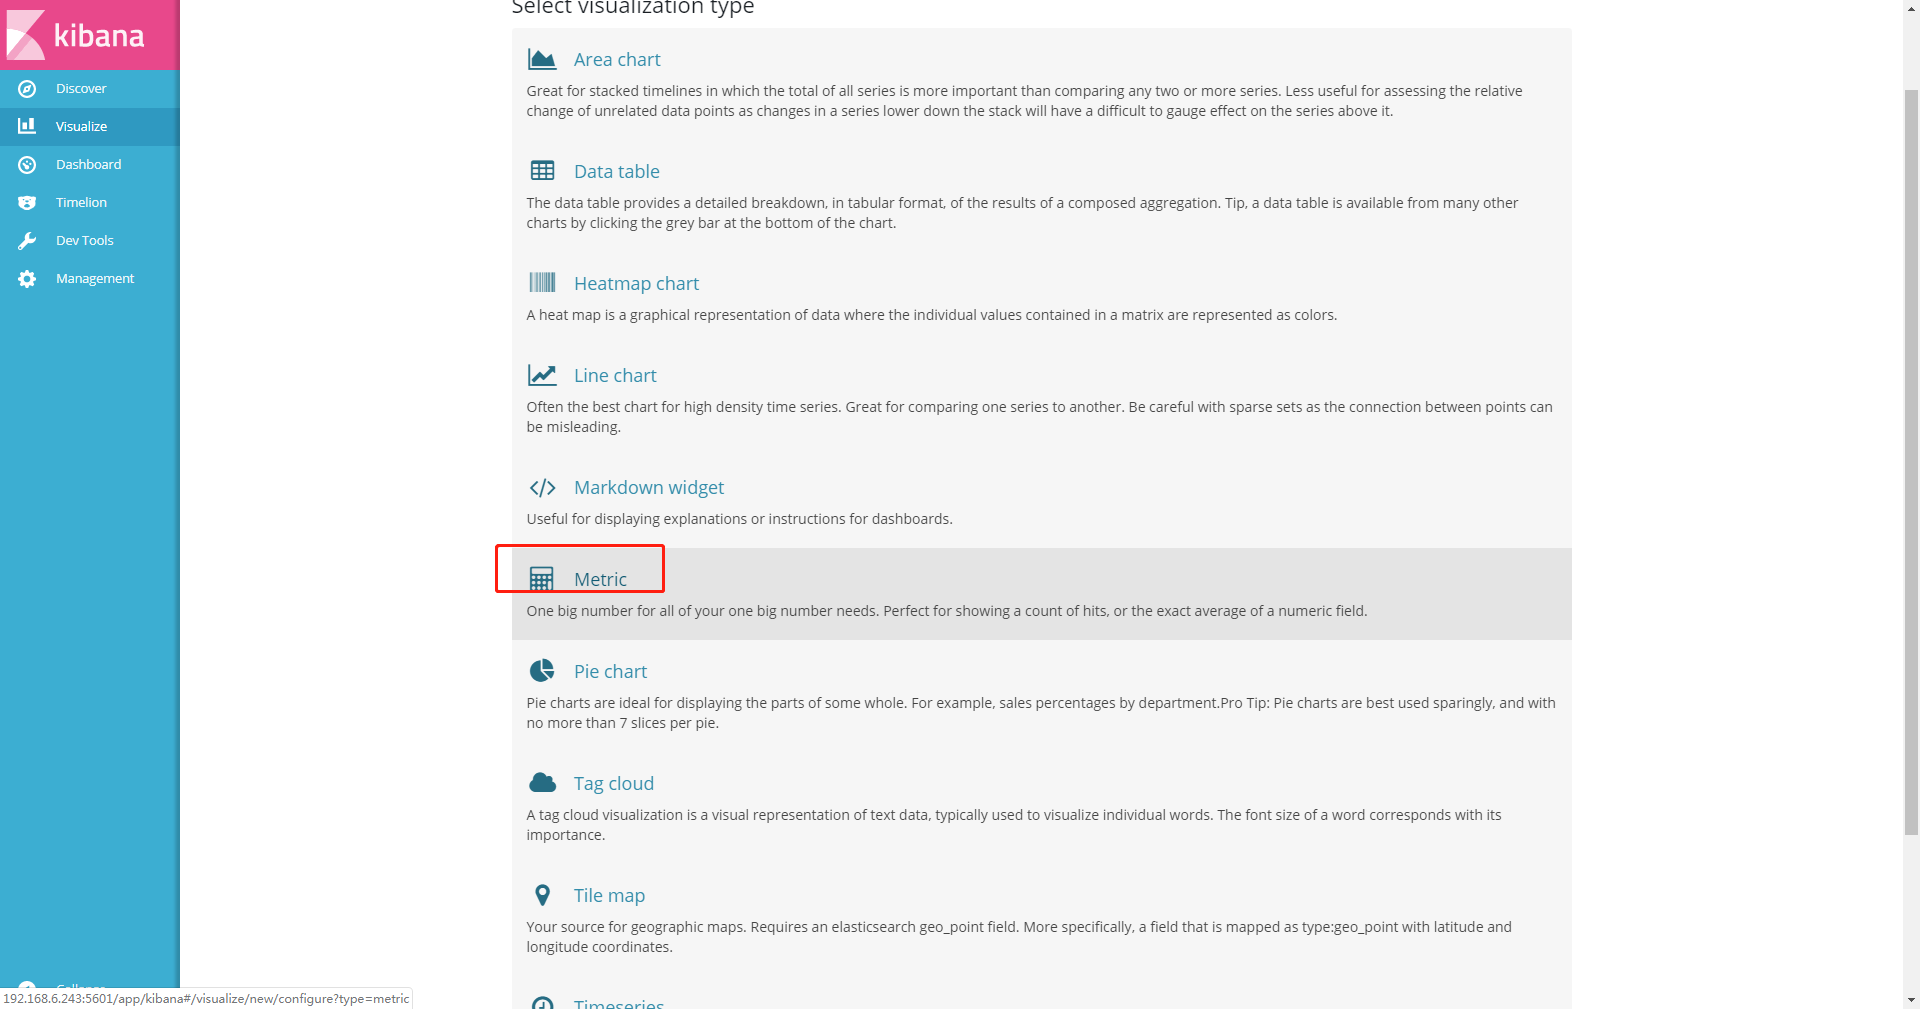 kibana
Discover
Visualize
Dashboard
Timelion
Dev Tools
Management
Collapse
192.168.6.243:5601/app/kibana#/visualize/new/configure?type=metric
Select visualization type
Area chart
Great for stacked timelines in which the total of all series is more important than comparing any two or more series. Less useful for assessing the relative
change of unrelated data points as changes in a series lower down the stack will have a difficult to gauge effect on the series above it.
Data table
The data table provides a detailed breakdown, in tabular format, of the results of a composed aggregation. Tip, a data table is available from many other
charts by clicking the grey bar at the bottom of the chart.
Heatmap chart
A heat map is a graphical representation of data where the individual values contained in a matrix are represented as colors.
Line chart
Often the best chart for high density time series. Great for comparing one series to another. Be careful with sparse sets as the connection between points can
be misleading.
Markdown widget
Useful for displaying explanations or instructions for dashboards.
Metric
One big number for all of your one big number needs. Perfect for showing a count of hits, or the exact average of a numeric field.
Pie chart
Pie charts are ideal for displaying the parts of some whole. For example, sales percentages by department.Pro Tip: Pie charts are best used sparingly, and with
no more than 7 slices per pie.
Tag cloud
A tag cloud visualization is a visual representation of text data, typically used to visualize individual words. The font size of a word corresponds with its
importance.
Tile map
Your source for geographic maps. Requires an elasticsearch geo_point field. More specifically, a field that is mapped as type:geo_point with latitude and
longitude coordinates.
Timeseries